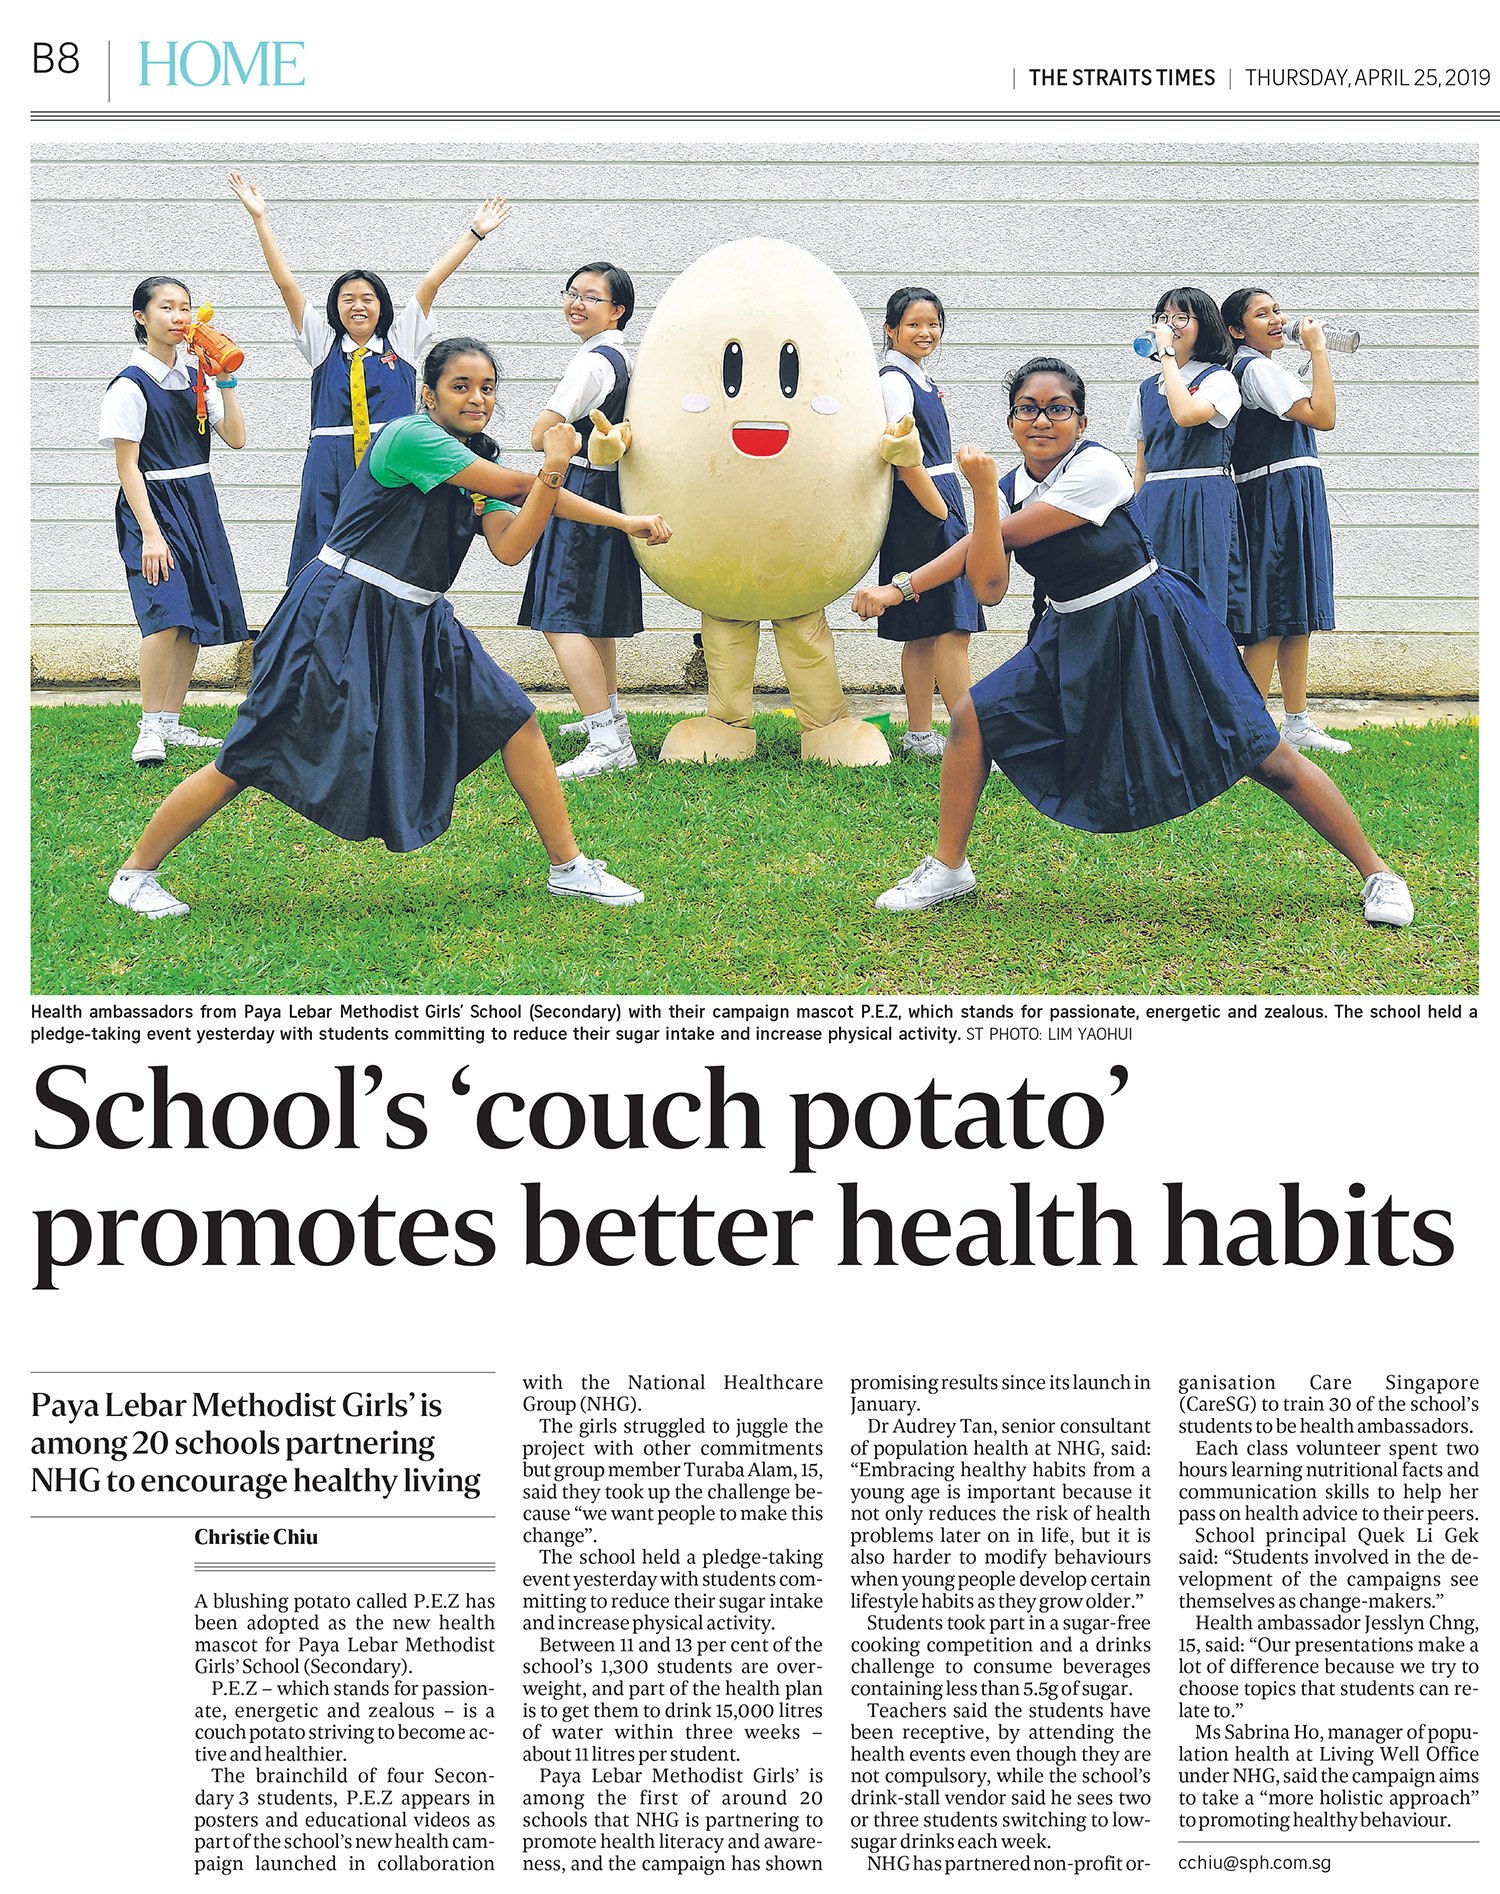 B8
HOME
THE STRAITS TIMES | THURSDAY, APRIL 25, 2019
Health ambassadors from Paya Lebar Methodist Girls’ School (Secondary) with their campaign mascot P.E.Z, which stands for passionate, energetic and zealous. The school held a
pledge-taking event yesterday with students committing to reduce their sugar intake and increase physical activity. ST PHOTO: LIM YAOHUI
School’s ‘couch potato’
promotes better health habits
Paya Lebar Methodist Girls’ is
among 20 schools partnering
NHG to encourage healthy living
Christie Chiu
A blushing potato called P.E.Z has
been adopted as the new health
mascot for Paya Lebar Methodist
Girls’ School (Secondary).
P.E.Z – which stands for passion-
ate, energetic and zealous – is a
couch potato striving to become ac-
tive and healthier.
The brainchild of four Secon-
dary 3 students, P.E.Z appears in
posters and educational videos as
part of the school’s new health cam-
paign launched in collaboration
with the National Healthcare
Group (NHG).
The girls struggled to juggle the
project with other commitments
but group member Turaba Alam, 15,
said they took up the challenge be-
cause “we want people to make this
change”.
The school held a pledge-taking
event yesterday with students com-
mitting to reduce their sugar intake
and increase physical activity.
Between 11 and 13 per cent of the
school’s 1,300 students are over-
weight, and part of the health plan
is to get them to drink 15,000 litres
of water within three weeks –
about 11 litres per student.
Paya Lebar Methodist Girls’ is
among the first of around 20
schools that NHG is partnering to
promote health literacy and aware-
ness, and the campaign has shown
promising results since its launch in
January.
Dr Audrey Tan, senior consultant
of population health at NHG, said:
“Embracing healthy habits from a
young age is important because it
not only reduces the risk of health
problems later on in life, but it is
also harder to modify behaviours
when young people develop certain
lifestyle habits as they grow older.”
Students took part in a sugar-free
cooking competition and a drinks
challenge to consume beverages
containing less than 5.5g of sugar.
Teachers said the students have
been receptive, by attending the
health events even though they are
not compulsory, while the school’s
drink-stall vendor said he sees two
or three students switching to low-
sugar drinks each week.
NHG has partnered non-profit or-
ganisation Care Singapore
(CareSG) to train 30 of the school’s
students to be health ambassadors.
Each class volunteer spent two
hours learning nutritional facts and
communication skills to help her
pass on health advice to their peers.
School principal Quek Li Gek
said: “Students involved in the de-
velopment of the campaigns see
themselves as change-makers.”
Health ambassador Jesslyn Chng,
15, said: “Our presentations make a
lot of difference because we try to
choose topics that students can re-
late to.”
Ms Sabrina Ho, manager of popu-
lation health at Living Well Office
under NHG, said the campaign aims
to take a “more holistic approach”
to promoting healthy behaviour.
cchiu@sph.com.sg